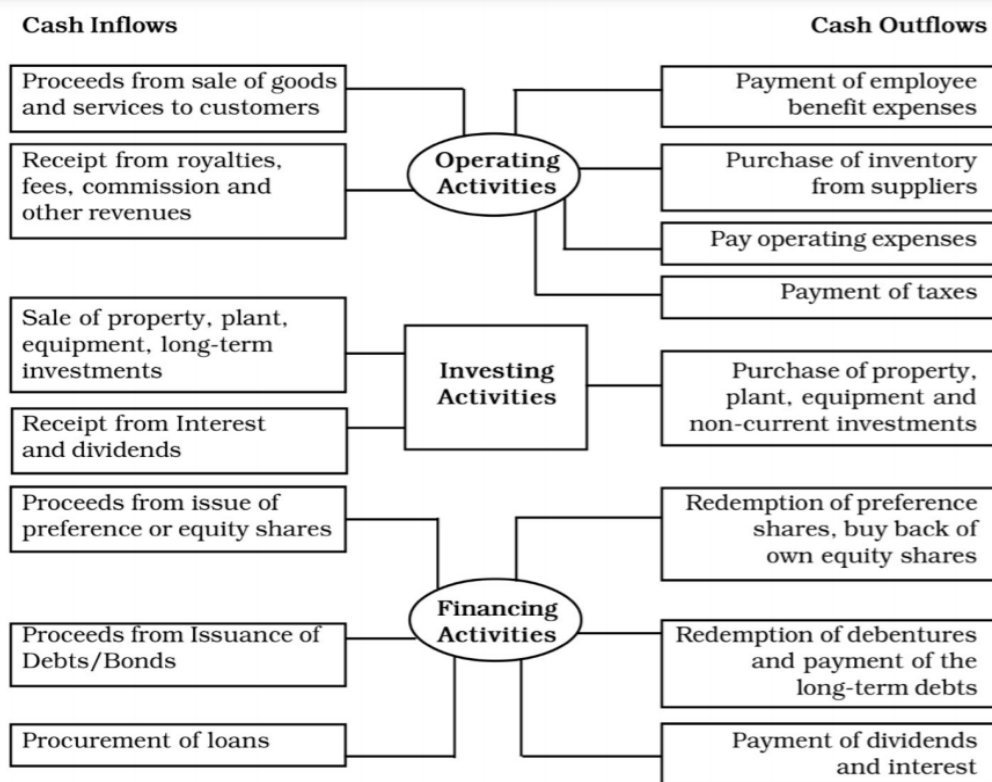 Cash Inflows
Cash Outflows
Proceeds from sale of goods
and services to customers
Receipt from royalties,
fees, commission and
other revenues
Operating
Activities
Payment of employee
benefit expenses
Purchase of inventory
from suppliers
Pay operating expenses
Payment of taxes
Sale of property, plant,
equipment, long-term
investments
Receipt from Interest
and dividends
Investing
Activities
Purchase of property,
plant, equipment and
non-current investments
Proceeds from issue of
preference or equity shares
Proceeds from Issuance of
Debts/Bonds
Procurement of loans
Financing
Activities
Redemption of preference
shares, buy back of
own equity shares
Redemption of debentures
and payment of the
long-term debts
Payment of dividends
and interest